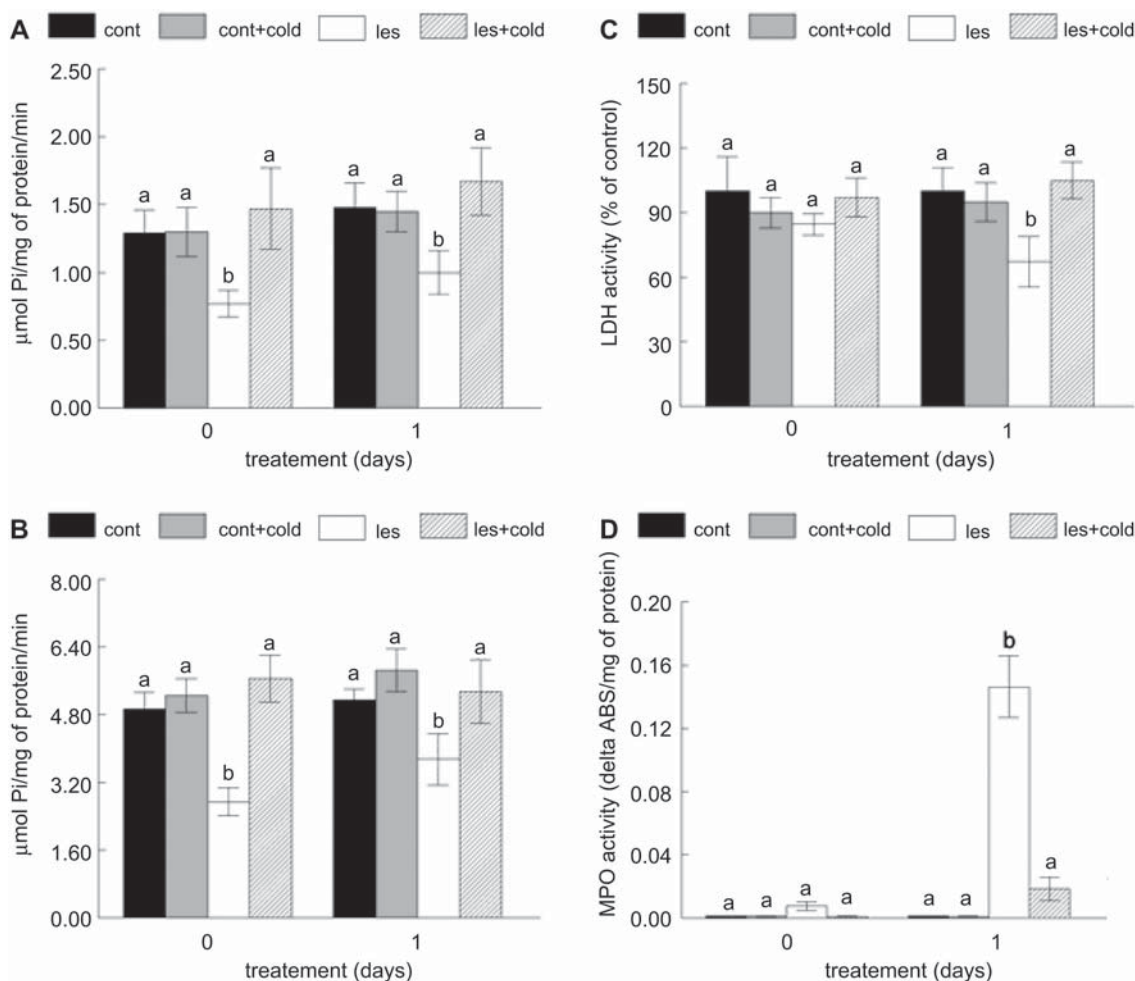 A cont cont+cold les les+cold
μmol Pi/mg of protein/min
2.50
2.00
1.50
1.00
0.50
0.00
a a b a a a b a
0 1
treatement (days)
C cont cont+cold les les+cold
LDH activity (% of control)
150
120
90
60
30
0
a a a a a a b a
0 1
treatement (days)
B cont cont+cold les les+cold
μmol Pi/mg of protein/min
8.00
6.40
4.80
3.20
1.60
0.00
a a b a a a b a
0 1
treatement (days)
D cont cont+cold les les+cold
MPO activity (delta ABS/mg of protein)
0.20
0.16
0.12
0.08
0.04
0.00
a a a a a a b a
0 1
treatement (days)